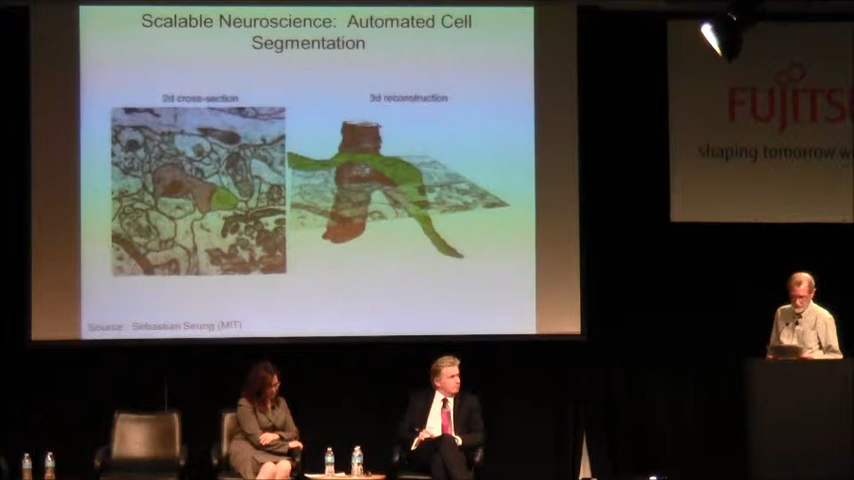 Scalable Neuroscience: Automated Cell
Segmentation
2d cross-section
3d reconstruction
Source: Sebastian Seung (MIT)
FUJITS
shaping tomorrow w